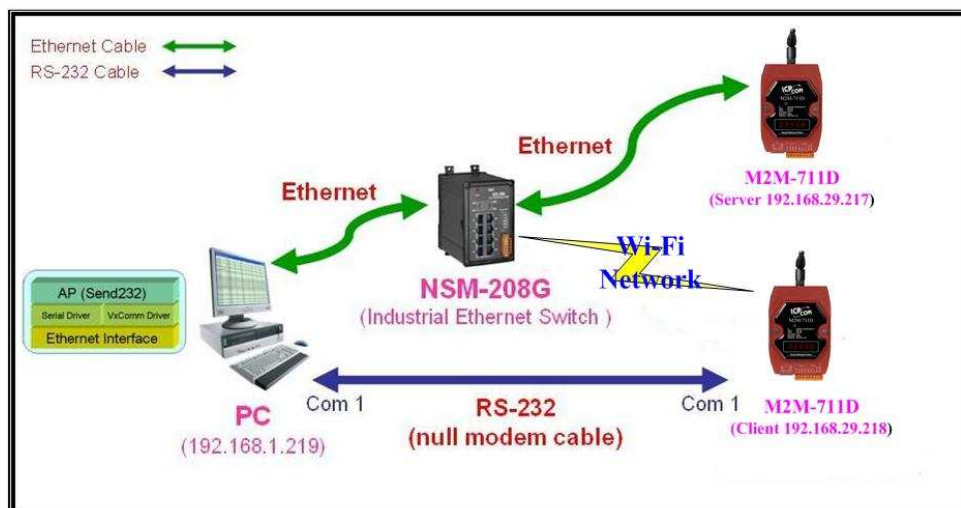 Ethernet Cable
RS-232 Cable
Ethernet
Ethernet
M2M-711D
(Server 192.168.29.217)
Wi-Fi
Network
NSM-208G
(Industrial Ethernet Switch )
AP (Send232)
Serial Driver VxComm Driver
Ethernet Interface
PC
(192.168.1.219)
Com 1
RS-232
(null modem cable)
Com 1
M2M-711D
(Client 192.168.29.218)